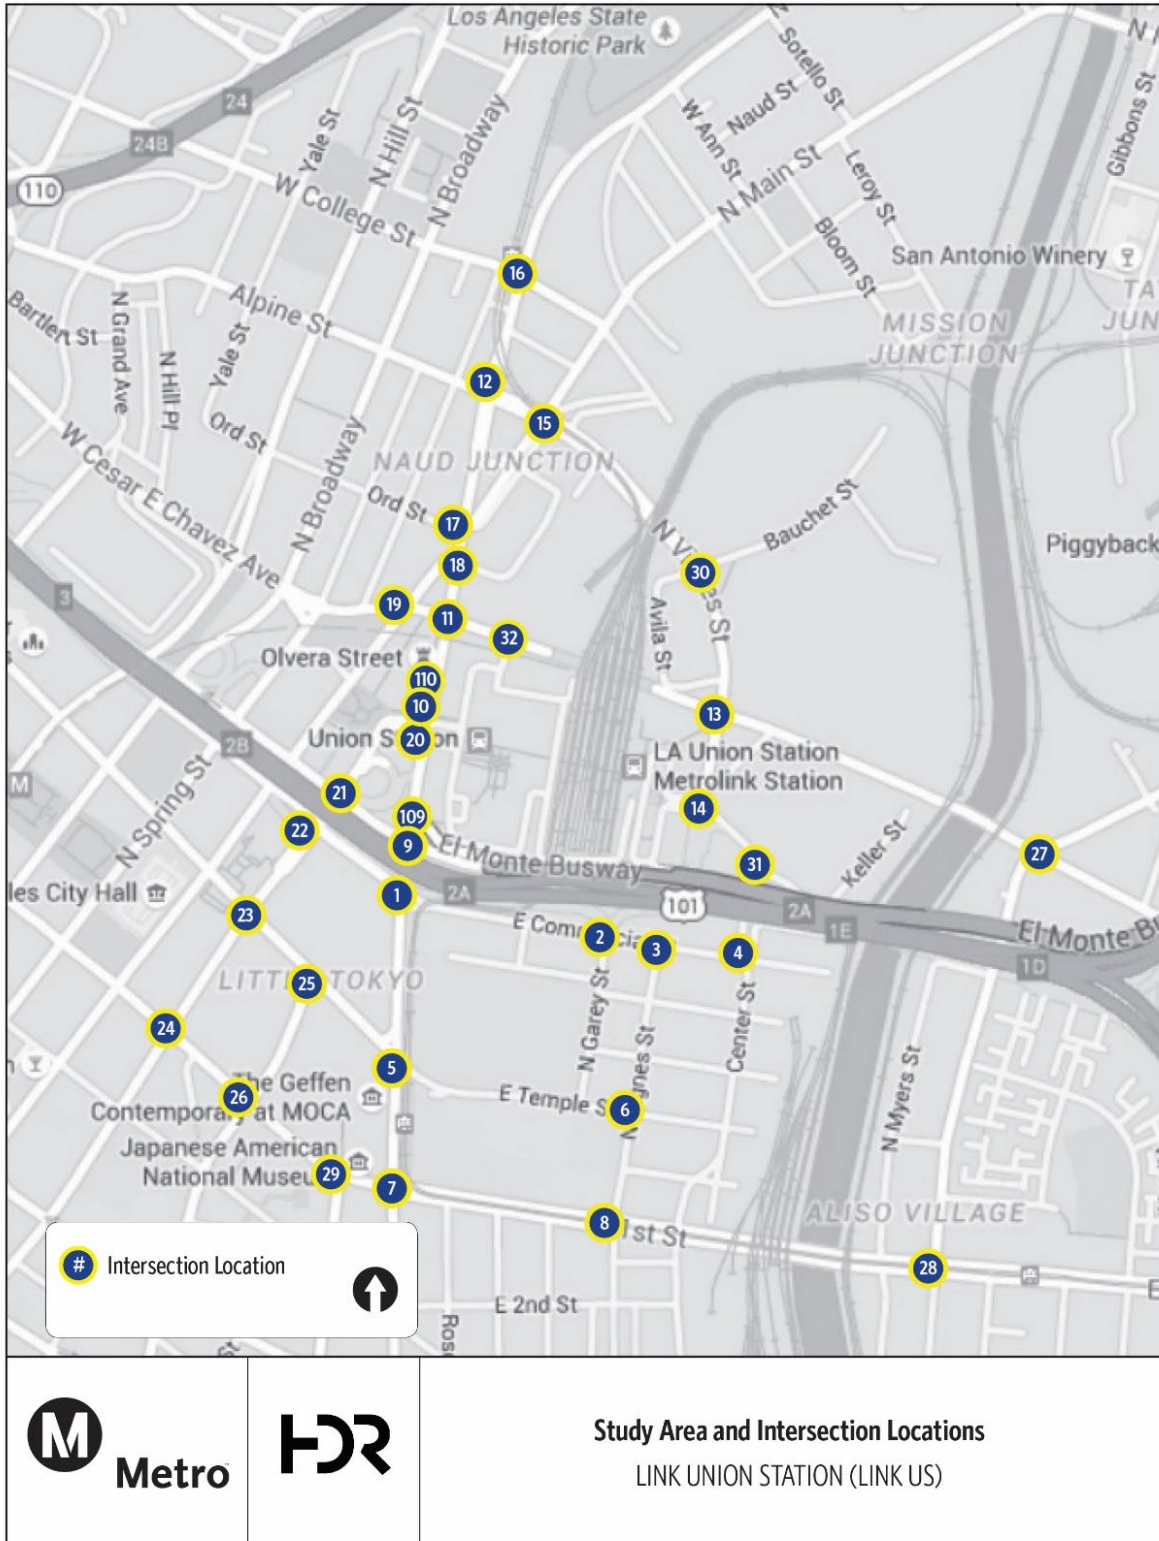 Los Angeles State
Historic Park
N
Sotello St
Gibbons St
24
Naud St
24B
Yale St
N Hill St
N Broadway
W Ann St
N Main St
Leroy St
110
W College St
Bloom St
San Antonio Winery
16
Alpine St
N Grand Ave
Bartlett St
N Hill Pl
Yale St
MISSION
JUNCTION
12
15
Ord St
N Broadway
NAUD JUNCTION
W Cesar E Chavez Ave
Ord St
17
Bauchet St
18
30
Piggyback
3
19
11
32
Avila St
Olvera Street
110
10
13
Union Station
20
2B
LA Union Station
Metrolink Station
M
21
14
N Spring St
22
109
9
El Monte Busway
31
Keller St
27
les City Hall
1
2A
101
2A
1E
El Monte Bu
23
E Commercial
2
3
4
1D
LITTLE TOKYO
25
N Garey St
Center St
24
5
N Myers St
26
The Geffen
Contemporary at MOCA
E Temple S
6
Japanese American
National Museu
29
7
ALISO VILLAGE
8
1st St
28
# Intersection Location
E 2nd St
E
Ros
M
Metro
HDR
Study Area and Intersection Locations
LINK UNION STATION (LINK US)